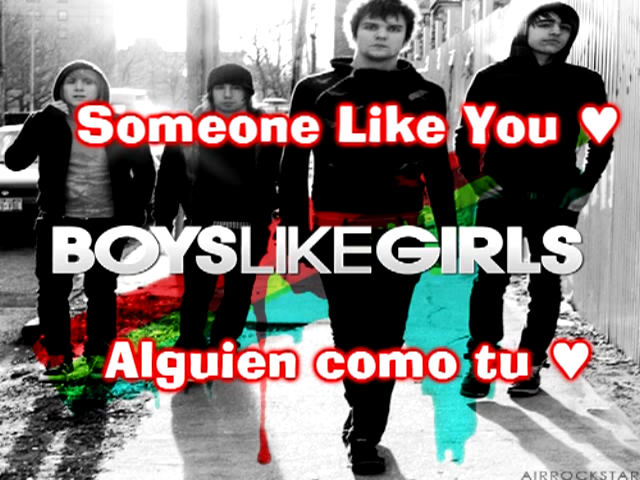 Someone Like You ♥
BOYSLIKEGIRLS
Alguien como tu ♥
AIRROCKSTAR